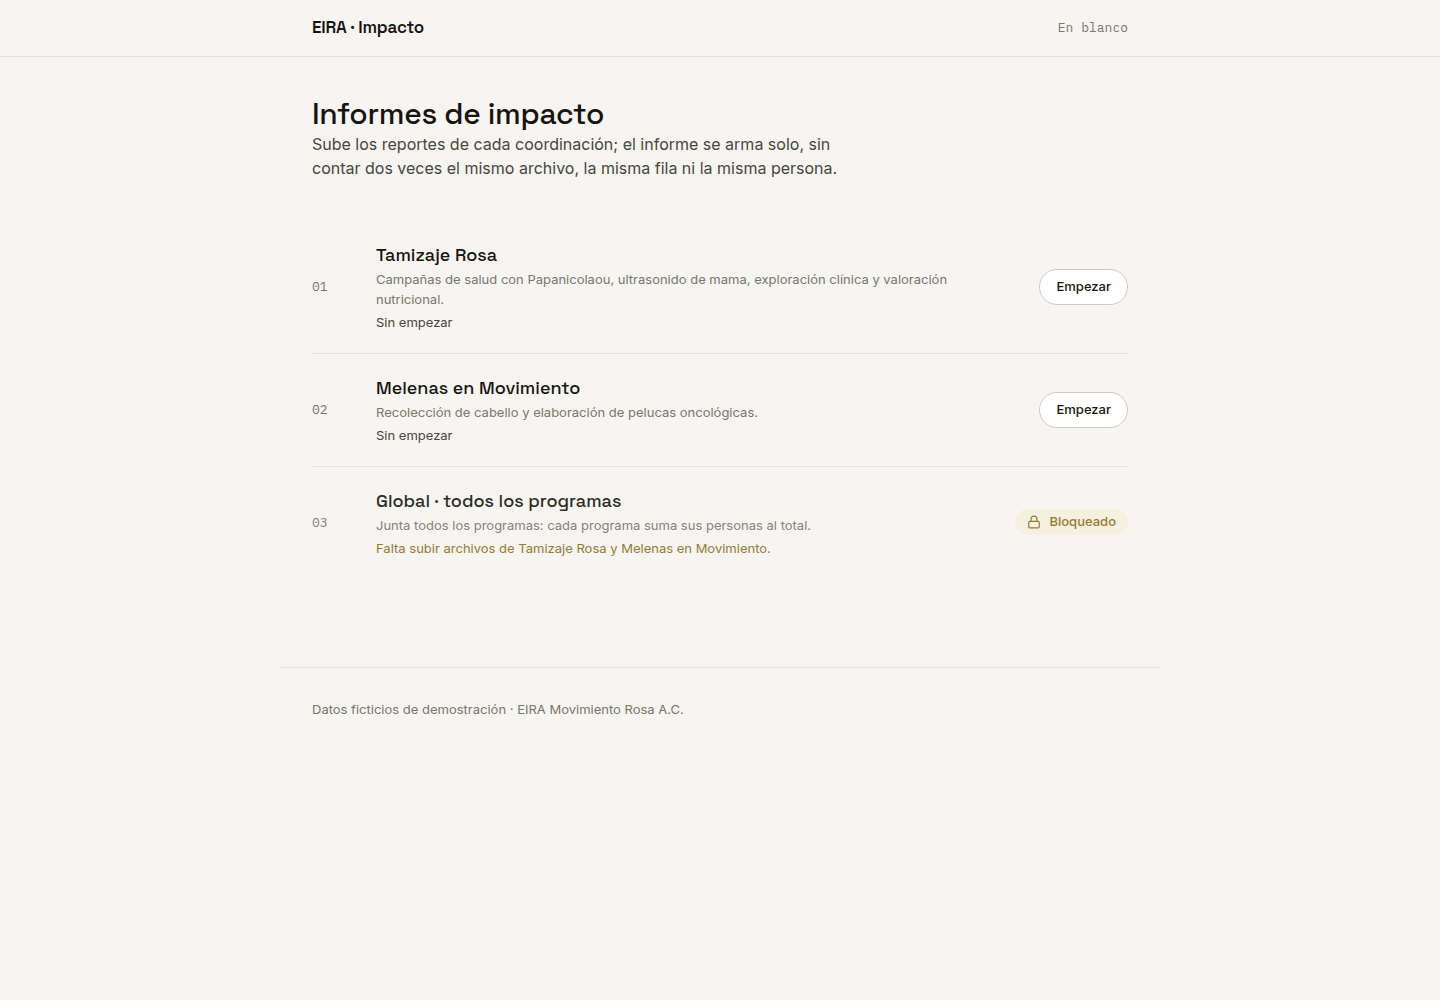 EIRA · Impacto
En blanco
Informes de impacto
Sube los reportes de cada coordinación; el informe se arma solo, sin
contar dos veces el mismo archivo, la misma fila ni la misma persona.
01
Tamizaje Rosa
Campañas de salud con Papanicolaou, ultrasonido de mama, exploración clínica y valoración
nutricional.
Sin empezar
Empezar
02
Melenas en Movimiento
Recolección de cabello y elaboración de pelucas oncológicas.
Sin empezar
Empezar
03
Global · todos los programas
Junta todos los programas: cada programa suma sus personas al total.
Falta subir archivos de Tamizaje Rosa y Melenas en Movimiento.
Bloqueado
Datos ficticios de demostración · EIRA Movimiento Rosa A.C.